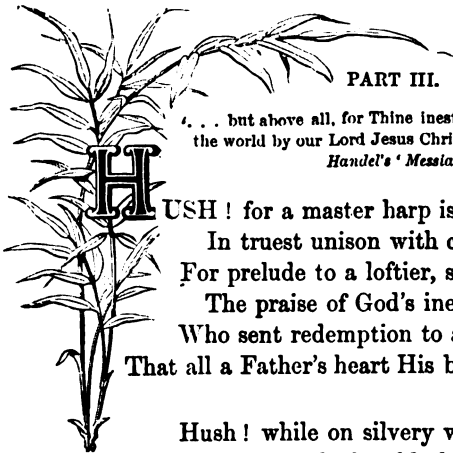 PART III.
'. . . but above all, for Thine inest
the world by our Lord Jesus Chri
Handel's ' Messia
HUSH ! for a master harp is
In truest unison with
For prelude to a loftier, s
The praise of God's ine
Who sent redemption to
That all a Father's heart His b
Hush ! while on silvery